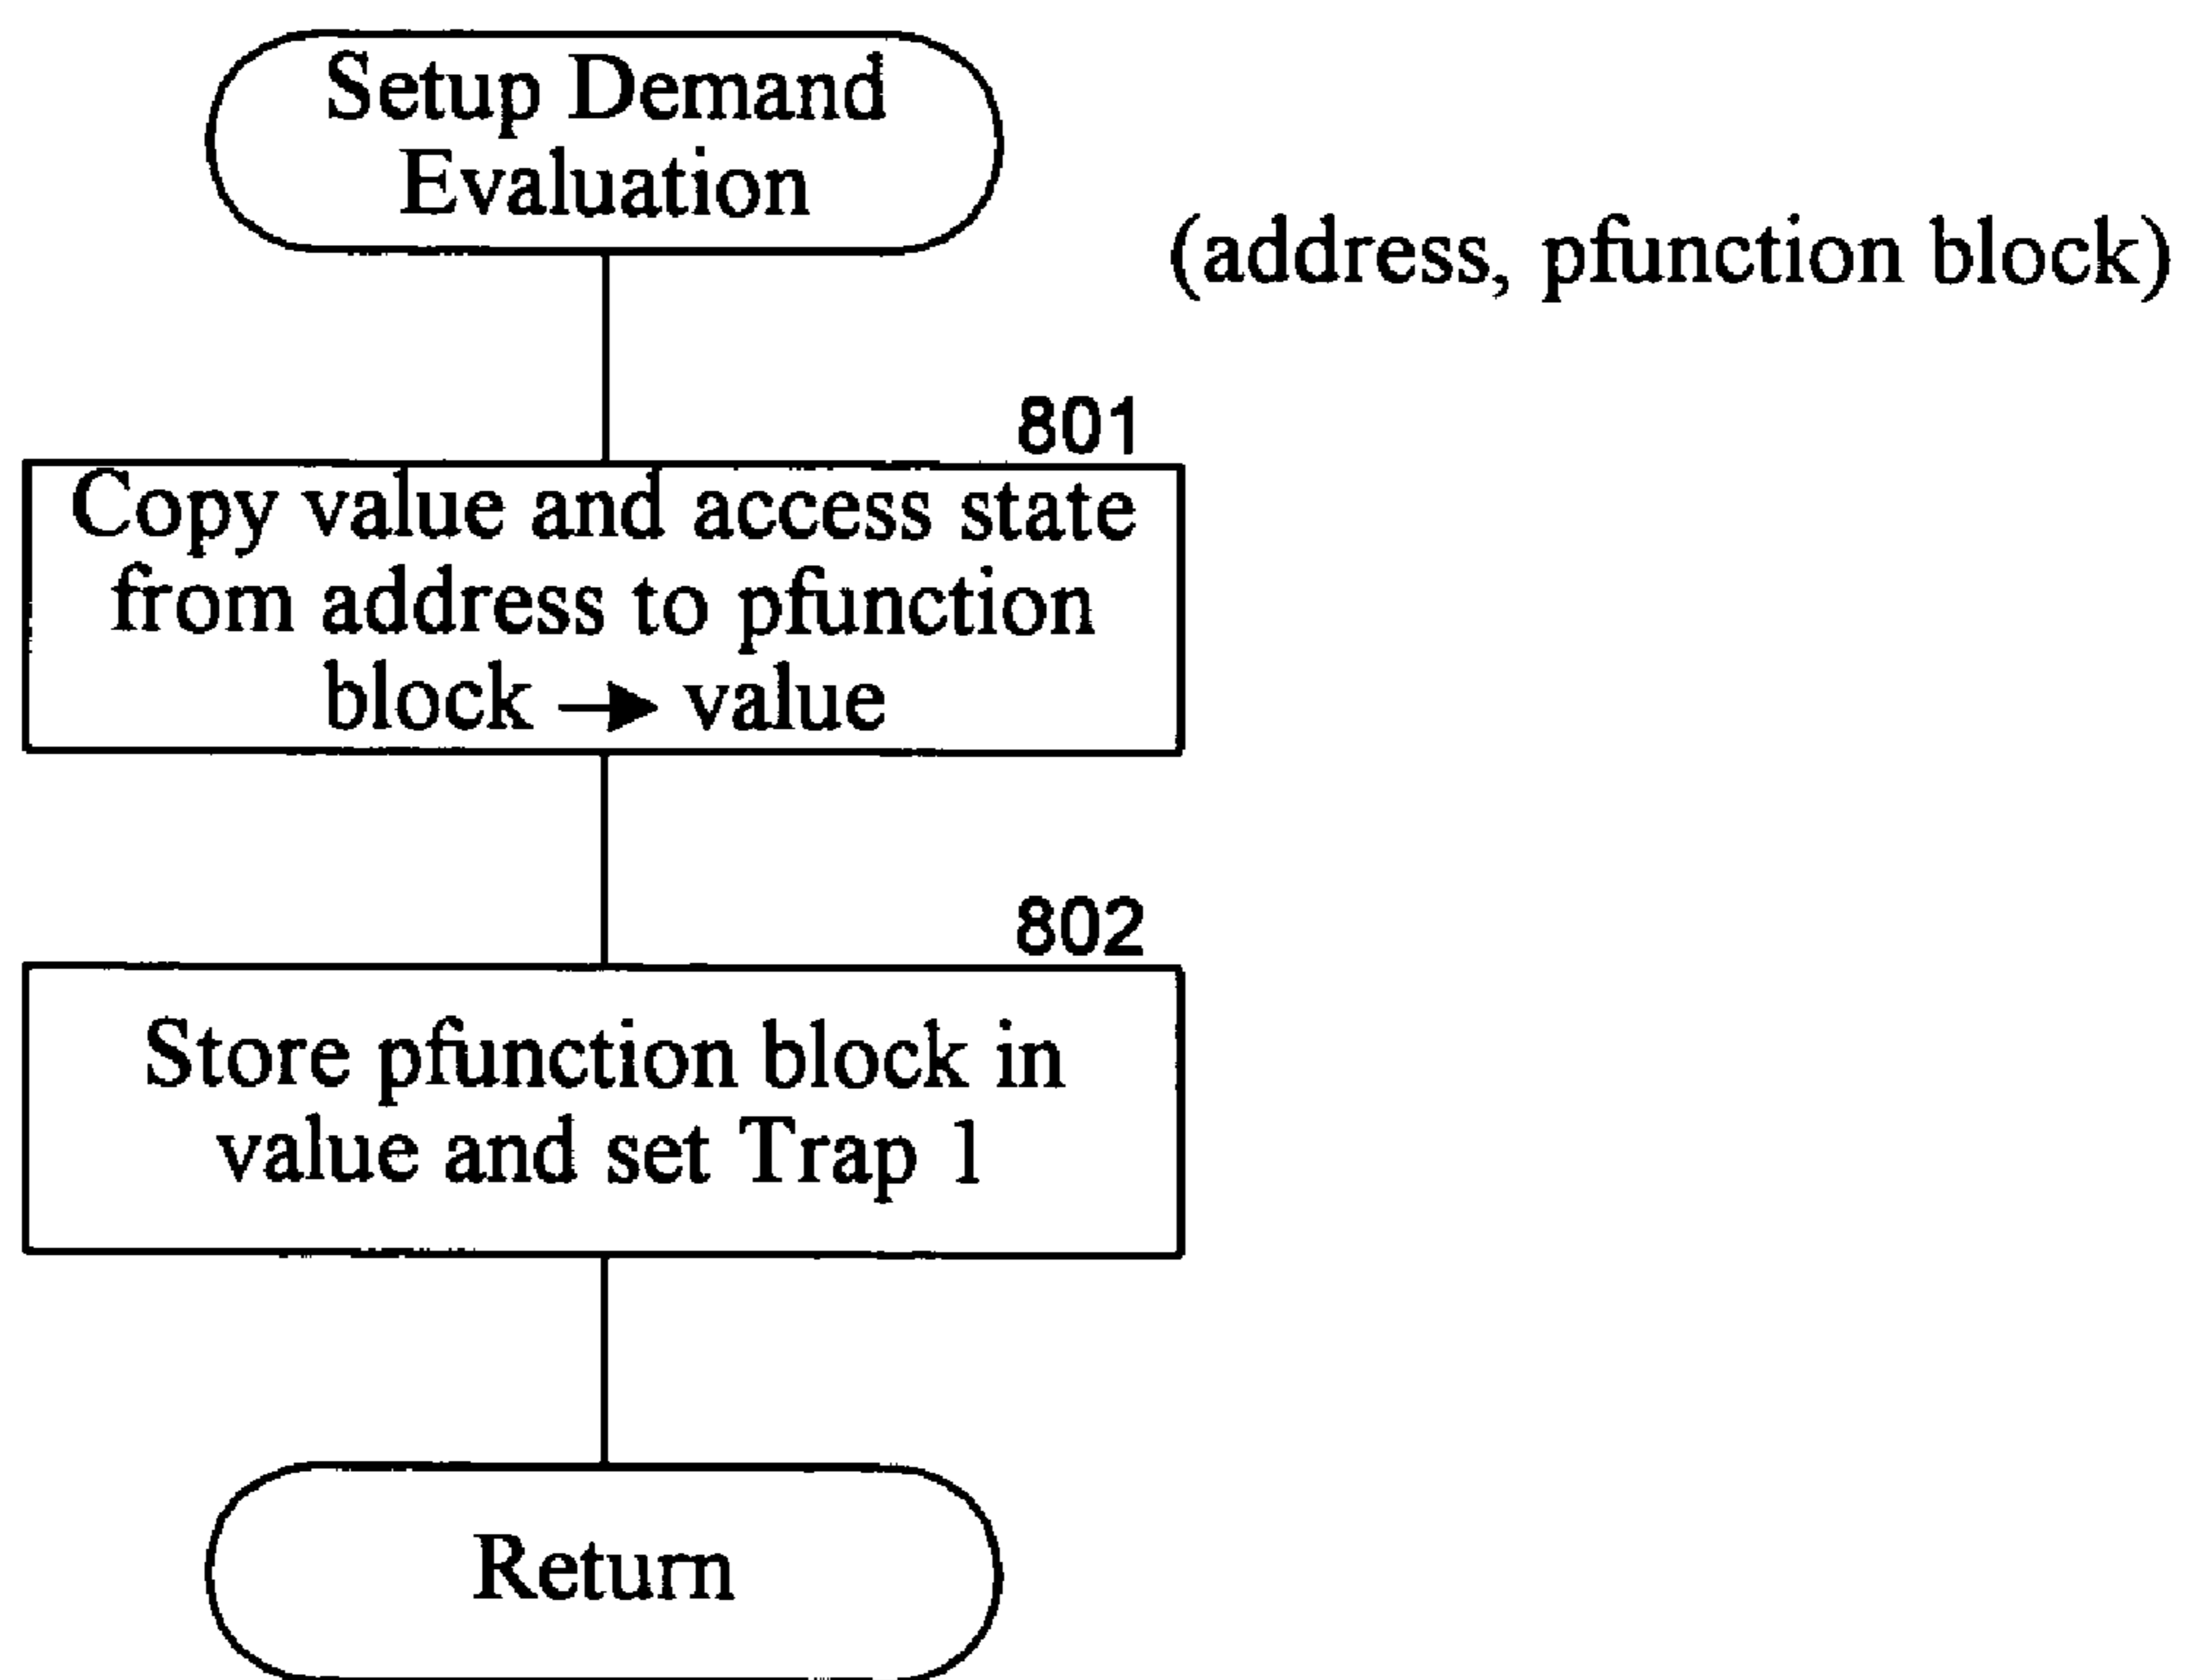 Setup Demand
Evaluation
(address, pfunction block)
801
Copy value and access state
from address to pfunction
block → value
802
Store pfunction block in
value and set Trap 1
Return